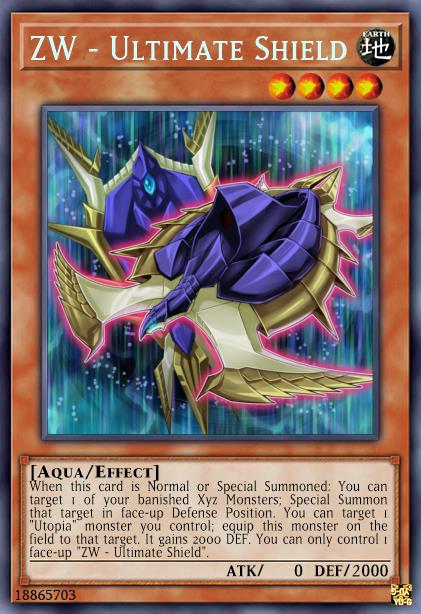 ZW - Ultimate Shield
EARTH
地
[Aqua/Effect]
When this card is Normal or Special Summoned: You can
target 1 of your banished Xyz Monsters; Special Summon
that target in face-up Defense Position. You can target 1
"Utopia" monster you control; equip this monster on the
field to that target. It gains 2000 DEF. You can only control 1
face-up "ZW - Ultimate Shield".
ATK/ 0 DEF/2000
18865703